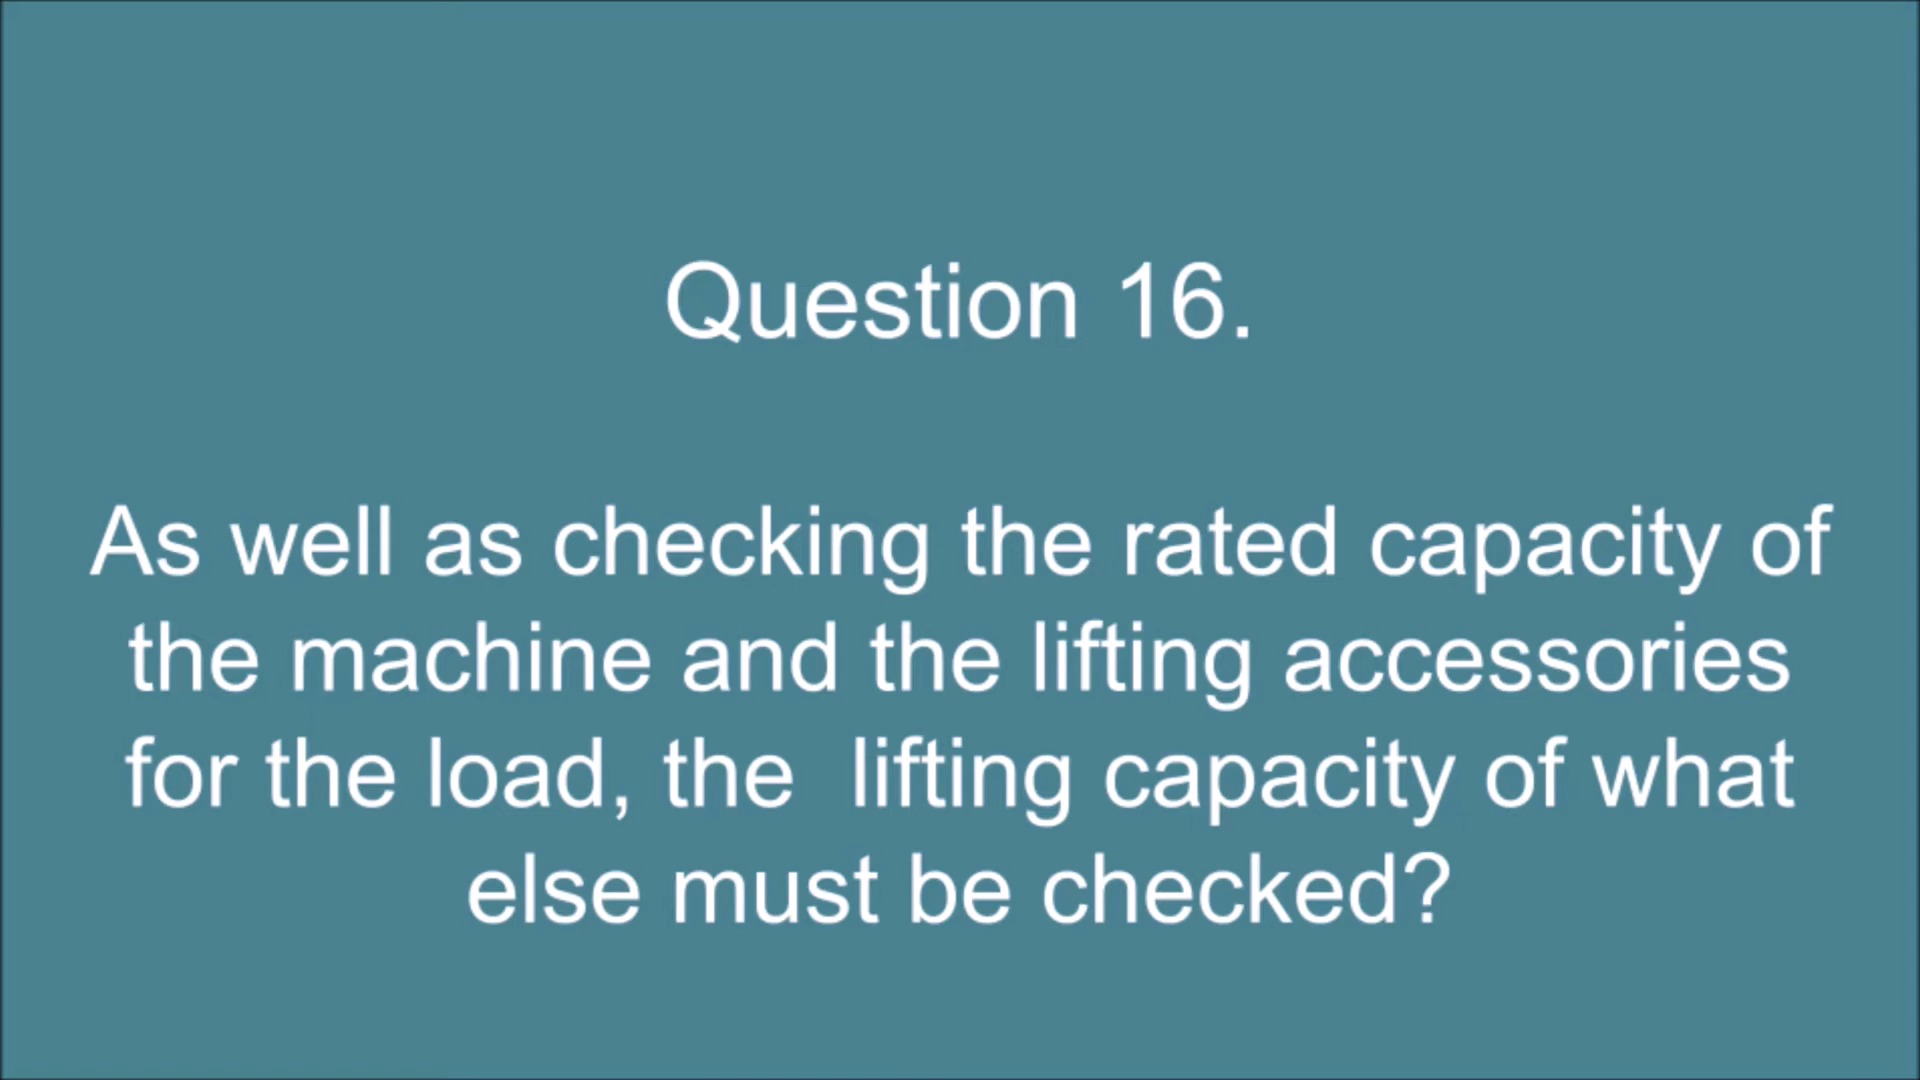 Question 16.
As well as checking the rated capacity of
the machine and the lifting accessories
for the load, the  lifting capacity of what
else must be checked?